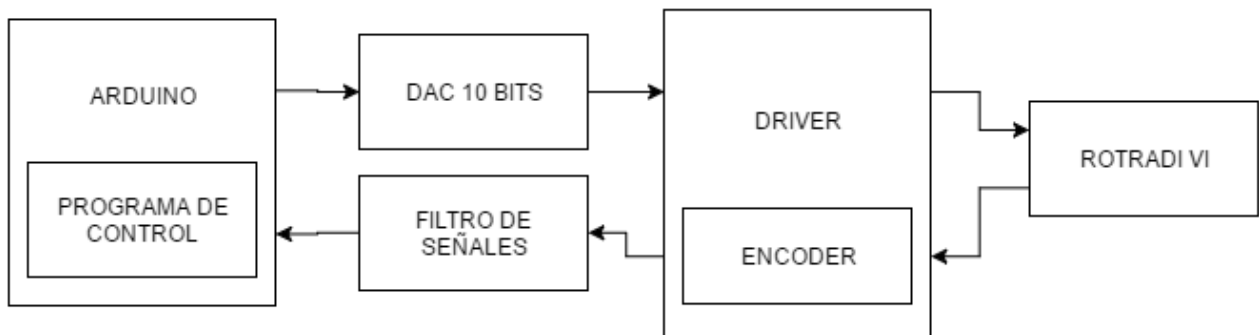 ARDUINO
PROGRAMA DE
CONTROL
DAC 10 BITS
FILTRO DE
SEÑALES
DRIVER
ENCODER
ROTRADI VI